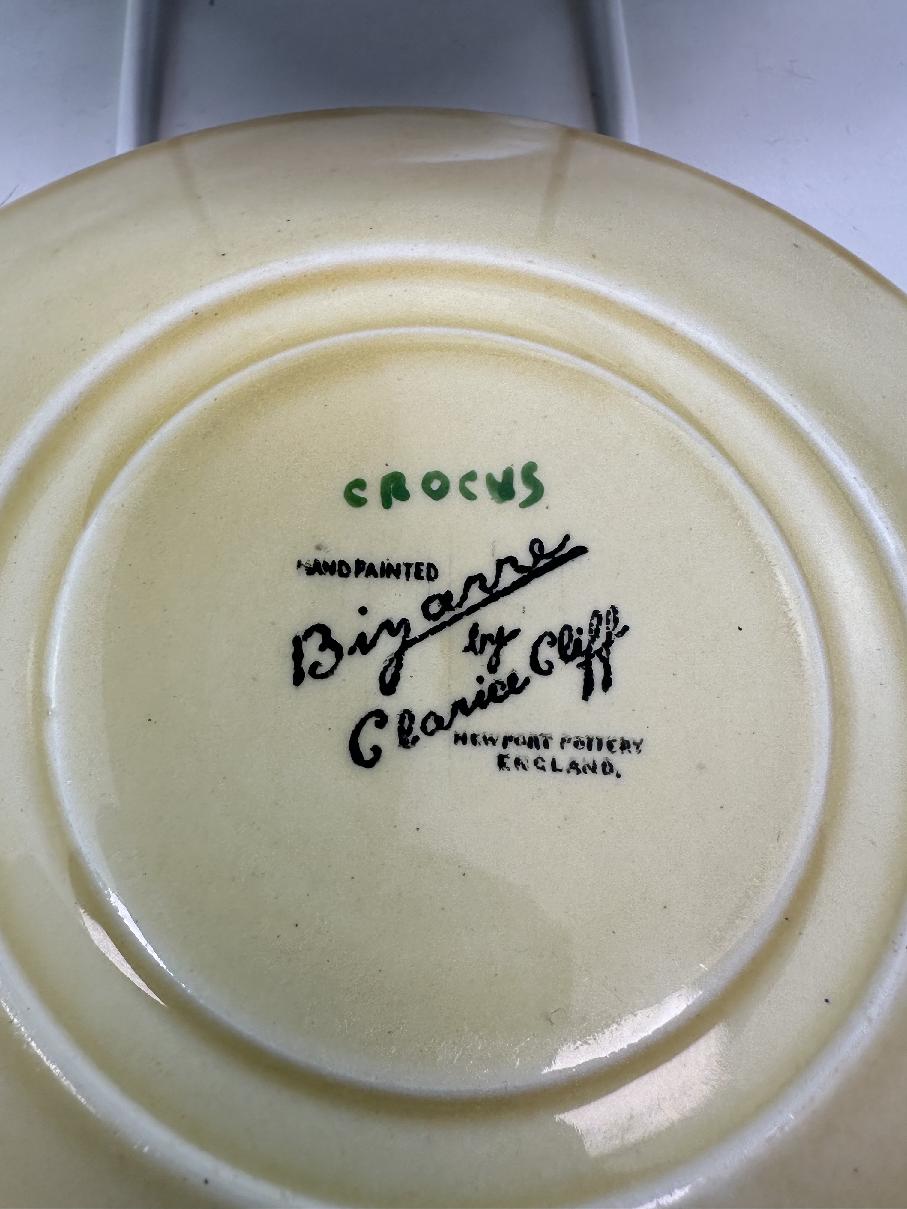 CROCUS
HAND PAINTED
Bizarre
by
Clarice Cliff
NEWPORT POTTERY
ENGLAND.